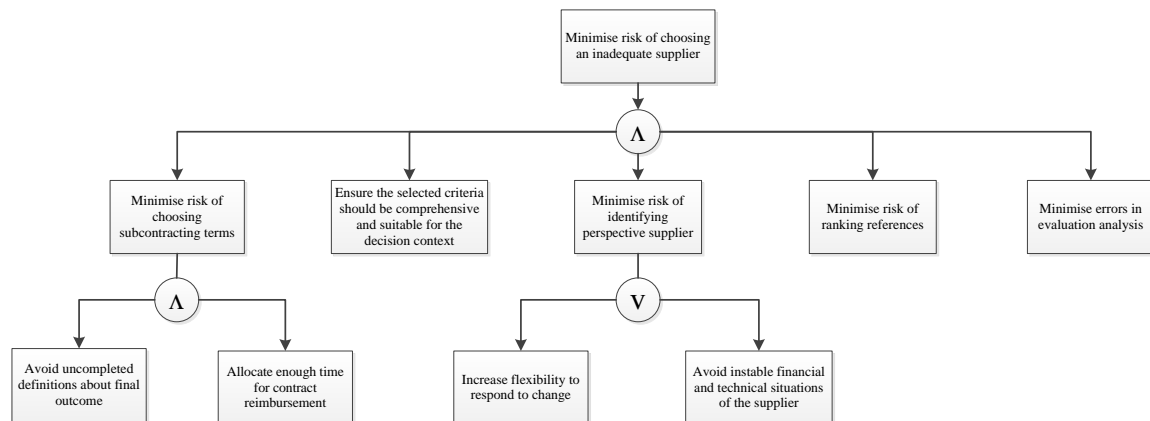 Minimise risk of choosing
an inadequate supplier
Λ
Minimise risk of
choosing
subcontracting terms
Ensure the selected criteria
should be comprehensive
and suitable for the
decision context
Minimise risk of
identifying
perspective supplier
Minimise risk of
ranking references
Minimise errors in
evaluation analysis
Λ
V
Avoid uncompleted
definitions about final
outcome
Allocate enough time
for contract
reimbursement
Increase flexibility to
respond to change
Avoid instable financial
and technical situations
of the supplier